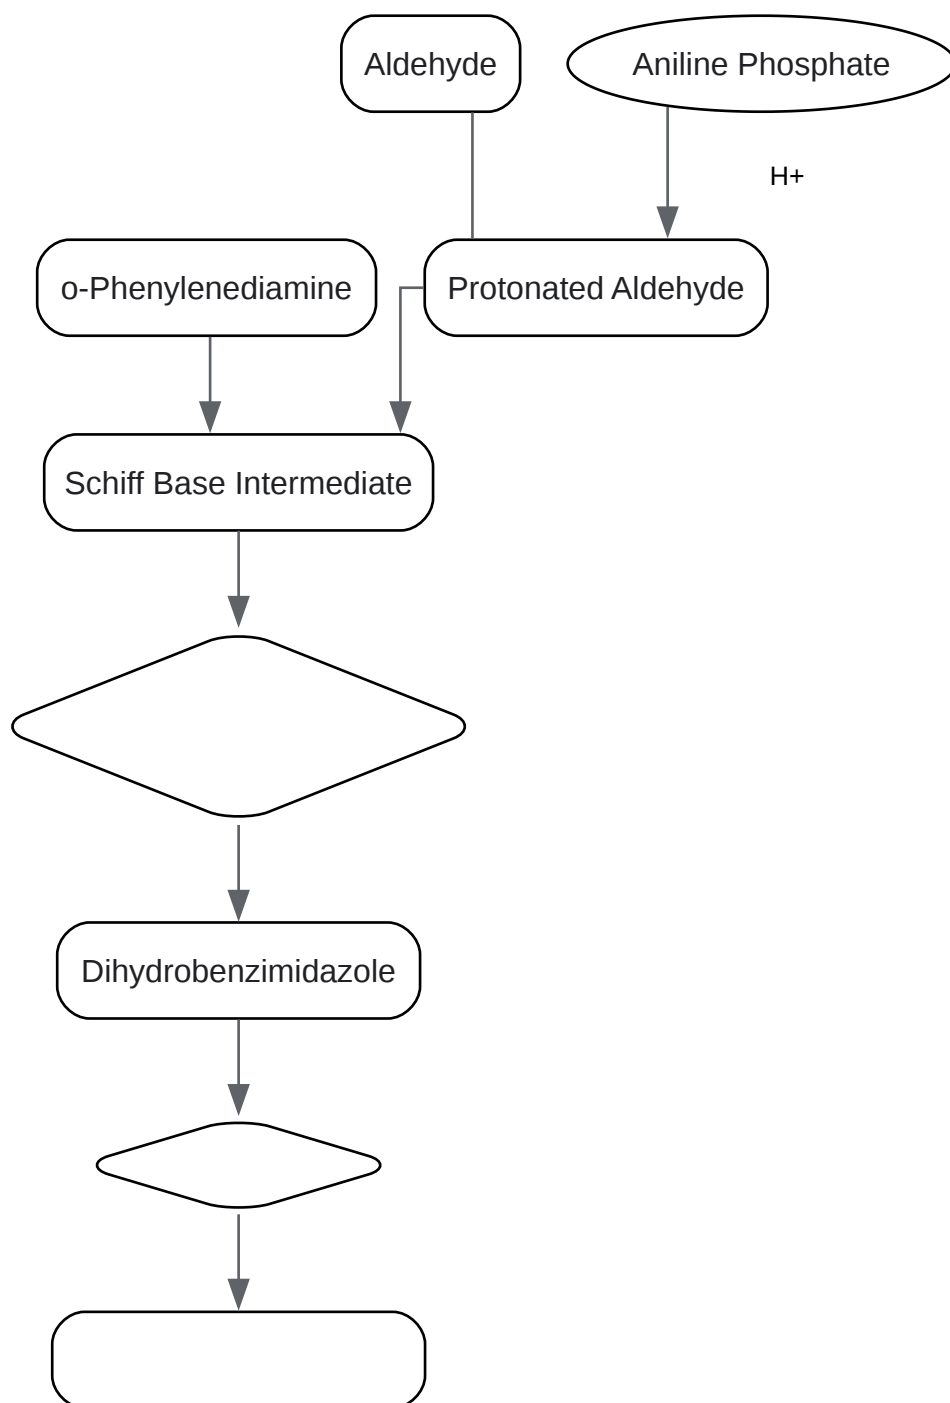 Aldehyde
Aniline Phosphate
H+
o-Phenylenediamine
Protonated Aldehyde
Schiff Base Intermediate
Dihydrobenzimidazole